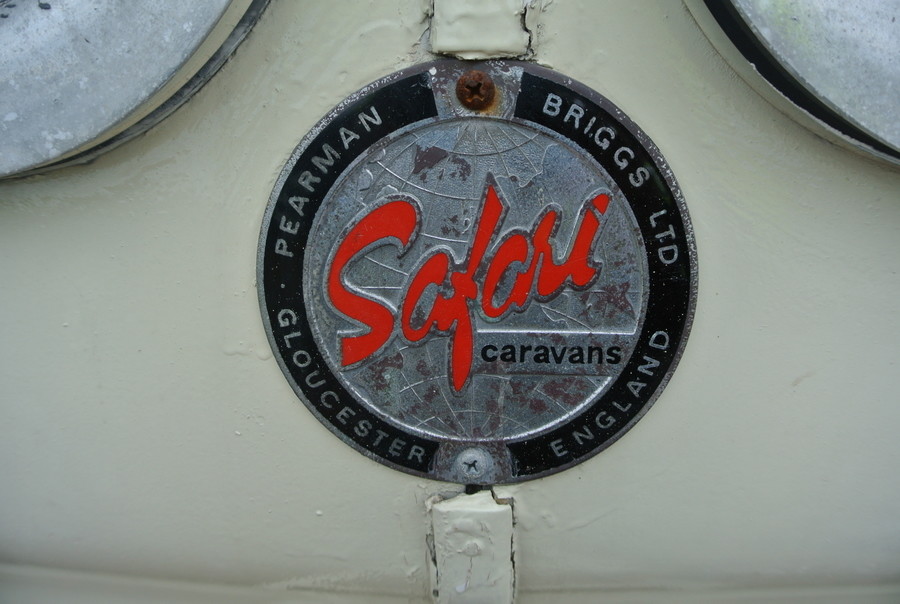 PEARMAN BRIGGS LTD
Safari
caravans
GLOUCESTER ENGLAND